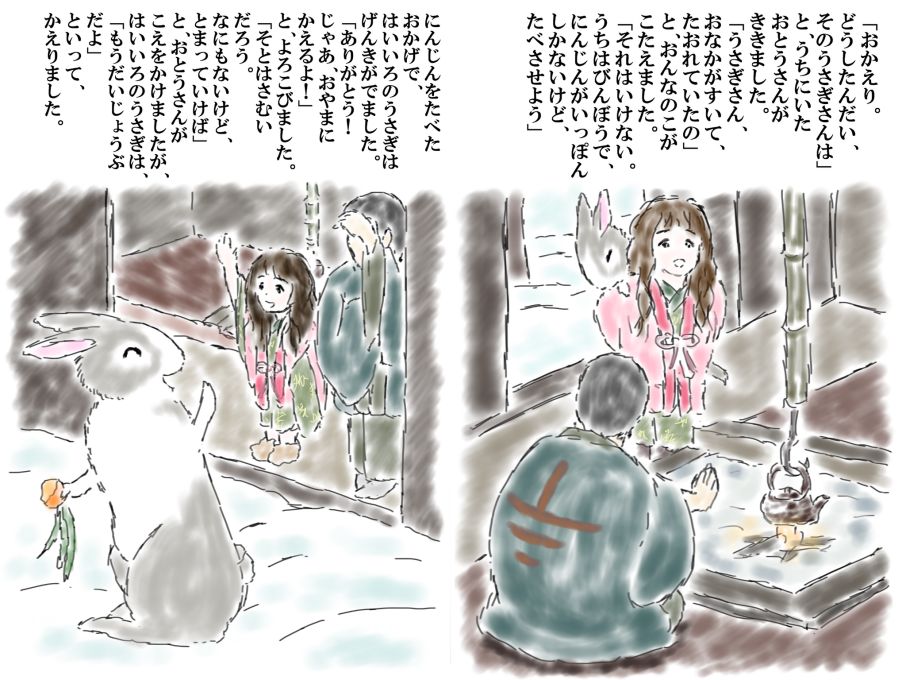 「おかえり。
どうしたんだい、
そのうさぎさんは」
と、うちにいた
おとうさんが
ききました。
「うさぎさん、
おなかがすいて、
たおれていたの」
と、おんなのこが
こたえました。
「それはいけない。
うちはびんぼうで、
にんじんがいっぽん
しかないけど、
たべさせよう」
にんじんをたべた
おかげで、
はいいろのうさぎは
げんきがでました。
「ありがとう！
じゃあ、おやまに
かえるよ！」
と、よろこびました。
「そとはさむい
だろう。
なにもないけど、
とまっていけば」
と、おとうさんが
こえをかけましたが、
はいいろのうさぎは、
「もうだいじょうぶ
だよ」
といって、
かえりました。